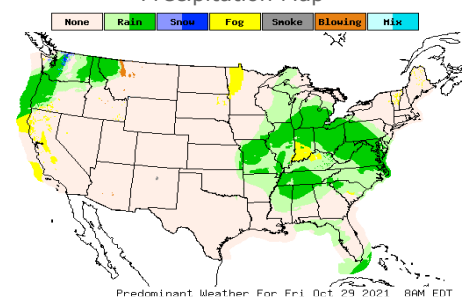 Precipitation Map
None Rain Snow Fog Smoke Blowing Mix
Predominant Weather For Fri Oct 29 2021 8AM EDT